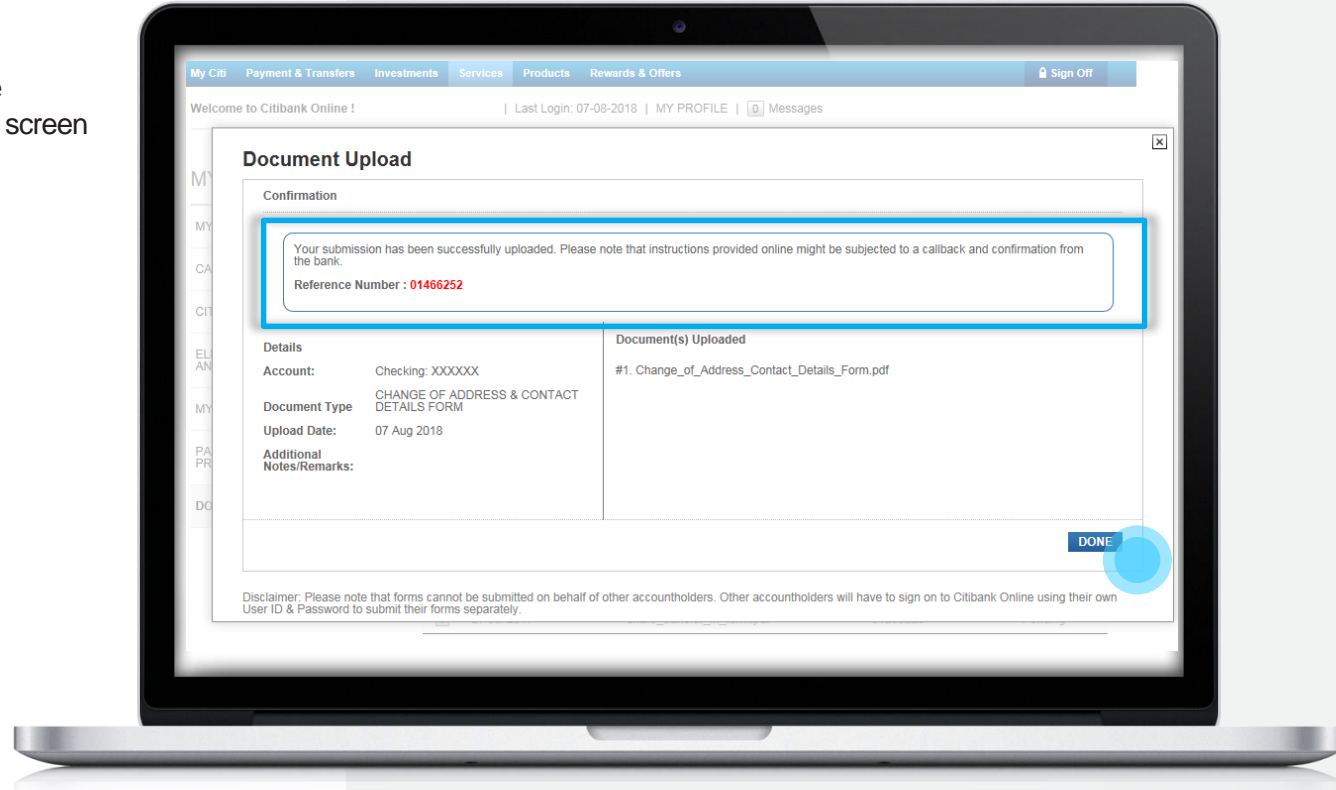 screen
My Citi Payment & Transfers Investments Services Products Rewards & Offers Sign Off
Welcome to Citibank Online ! | Last Login: 07-08-2018 | MY PROFILE | 0 Messages
Document Upload
Confirmation
Your submission has been successfully uploaded. Please note that instructions provided online might be subjected to a callback and confirmation from
the bank.
Reference Number : 01466252
Details
Account: Checking: XXXXXX
Document Type CHANGE OF ADDRESS & CONTACT
DETAILS FORM
Upload Date: 07 Aug 2018
Additional
Notes/Remarks:
Document(s) Uploaded
#1. Change_of_Address_Contact_Details_Form.pdf
DONE
Disclaimer: Please note that forms cannot be submitted on behalf of other accountholders. Other accountholders will have to sign on to Citibank Online using their own
User ID & Password to submit their forms separately.